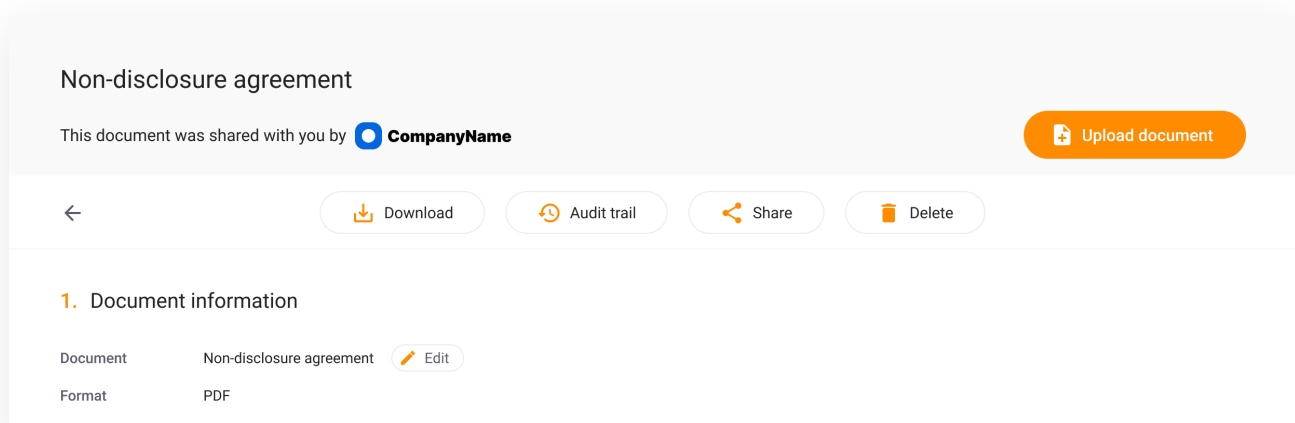 Non-disclosure agreement
This document was shared with you by CompanyName
Upload document
Download Audit trail Share Delete
1. Document information
Document Non-disclosure agreement Edit
Format PDF